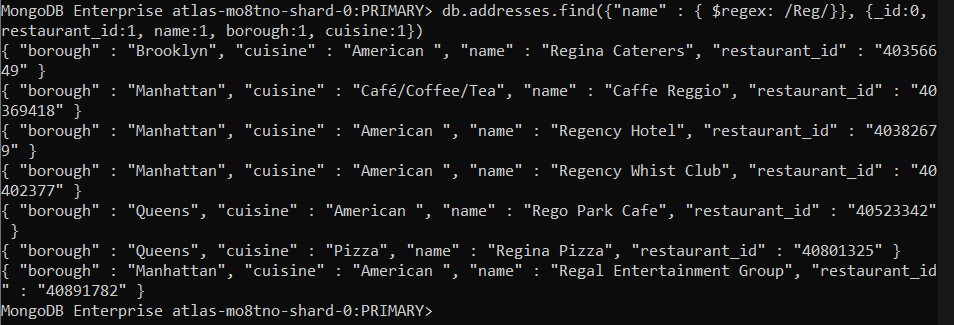 MongoDB Enterprise atlas-mo8tno-shard-0:PRIMARY> db.addresses.find({"name" : { $regex: /Reg/}}, {_id:0,
restaurant_id:1, name:1, borough:1, cuisine:1})
{ "borough" : "Brooklyn", "cuisine" : "American ", "name" : "Regina Caterers", "restaurant_id" : "403566
49" }
{ "borough" : "Manhattan", "cuisine" : "Café/Coffee/Tea", "name" : "Caffe Reggio", "restaurant_id" : "40
369418" }
{ "borough" : "Manhattan", "cuisine" : "American ", "name" : "Regency Hotel", "restaurant_id" : "4038267
9" }
{ "borough" : "Manhattan", "cuisine" : "American ", "name" : "Regency Whist Club", "restaurant_id" : "40
402377" }
{ "borough" : "Queens", "cuisine" : "American ", "name" : "Rego Park Cafe", "restaurant_id" : "40523342"
 }
{ "borough" : "Queens", "cuisine" : "Pizza", "name" : "Regina Pizza", "restaurant_id" : "40801325" }
{ "borough" : "Manhattan", "cuisine" : "American ", "name" : "Regal Entertainment Group", "restaurant_id
" : "40891782" }
MongoDB Enterprise atlas-mo8tno-shard-0:PRIMARY>